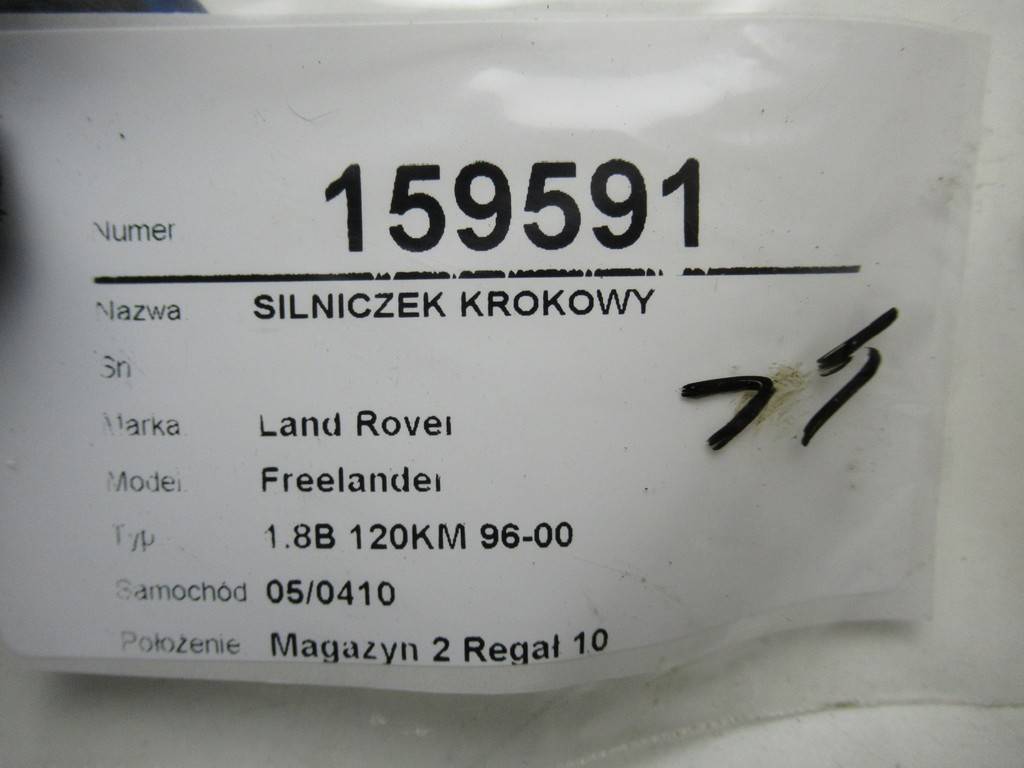 Numer 159591
Nazwa SILNICZEK KROKOWY
Sn
Marka Land Rover
Model Freelander
Typ 1.8B 120KM 96-00
Samochód 05/0410
Położenie Magazyn 2 Regał 10